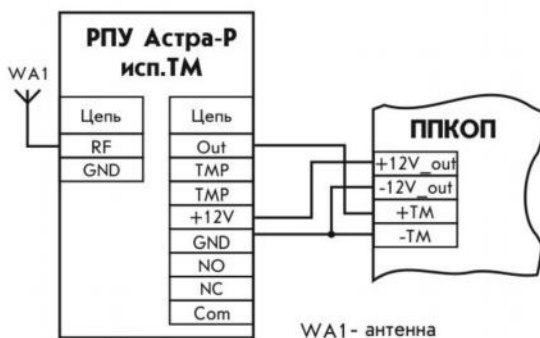 РПУ Астра-Р
исп.ТМ
WA1
Цепь
RF
GND
Цепь
Out
TMP
TMP
+12V
GND
NO
NC
Com
ППКОП
+12V_out
-12V_out
+TM
-TM
WA1- антенна